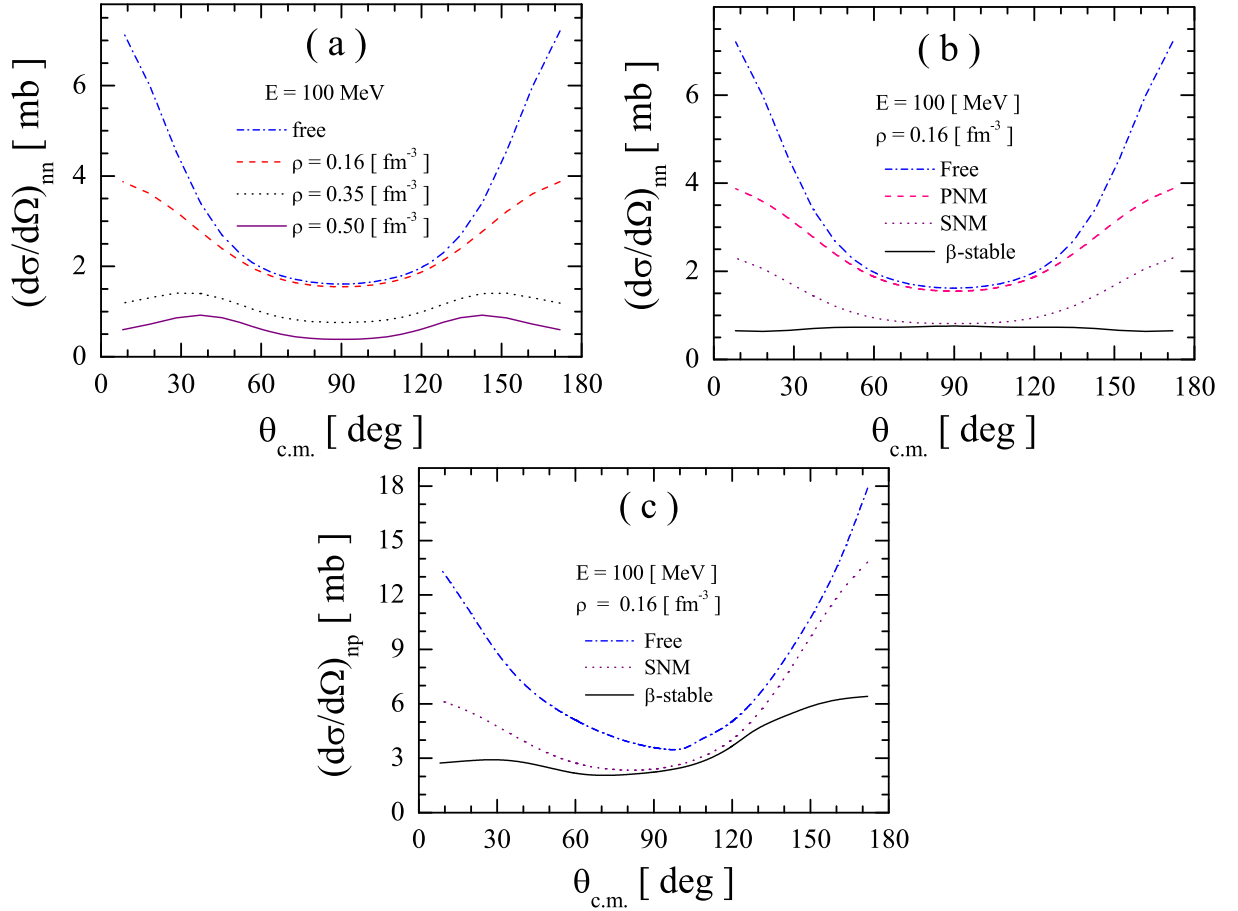 ( a )
E = 100 MeV
free
ρ = 0.16 [ fm⁻³ ]
ρ = 0.35 [ fm⁻³ ]
ρ = 0.50 [ fm⁻³ ]
6
4
2
0
0 30 60 90 120 150 180
(dσ/dΩ)nn [ mb ]
θc.m. [ deg ]
( b )
E = 100 [ MeV ]
ρ = 0.16 [ fm⁻³ ]
Free
PNM
SNM
β-stable
6
4
2
0
0 30 60 90 120 150 180
(dσ/dΩ)nn [ mb ]
θc.m. [ deg ]
( c )
E = 100 [ MeV ]
ρ = 0.16 [ fm⁻³ ]
Free
SNM
β-stable
18
15
12
9
6
3
0
0 30 60 90 120 150 180
(dσ/dΩ)np [ mb ]
θc.m. [ deg ]